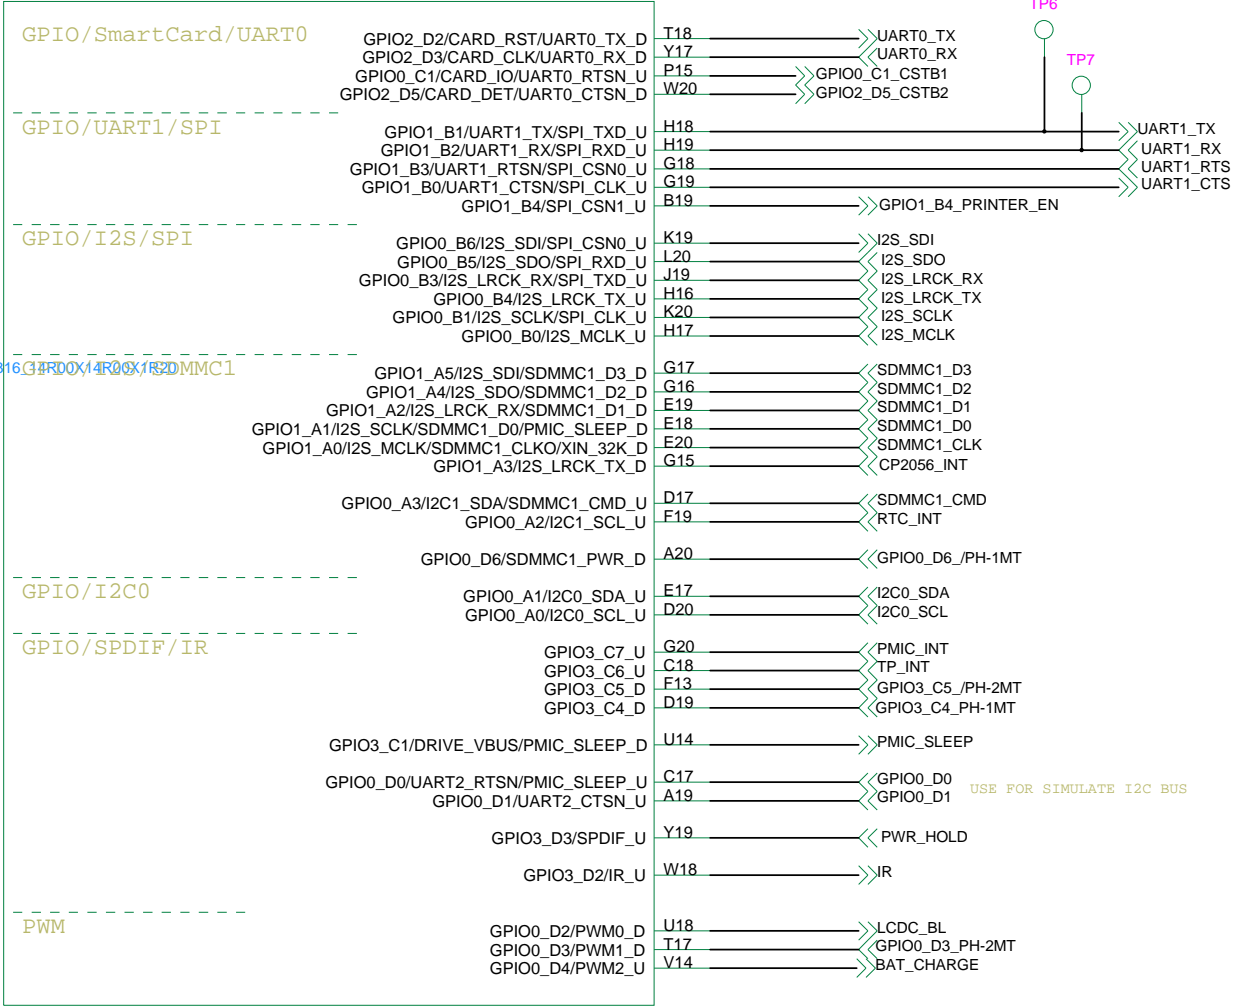 TP6
GPIO/SmartCard/UART0
GPIO2_D2/CARD_RST/UART0_TX_D T18 UART0_TX
GPIO2_D3/CARD_CLK/UART0_RX_D Y17 UART0_RX
TP7
GPIO0_C1/CARD_IO/UART0_RTSN_U P15 GPIO0_C1_CSTB1
GPIO2_D5/CARD_DET/UART0_CTSN_D W20 GPIO2_D5_CSTB2
GPIO/UART1/SPI
GPIO1_B1/UART1_TX/SPI_TXD_U H18 UART1_TX
GPIO1_B2/UART1_RX/SPI_RXD_U H19 UART1_RX
GPIO1_B3/UART1_RTSN/SPI_CSN0_U G18 UART1_RTS
GPIO1_B0/UART1_CTSN/SPI_CLK_U G19 UART1_CTS
GPIO1_B4/SPI_CSN1_U B19 GPIO1_B4_PRINTER_EN
GPIO/I2S/SPI
GPIO0_B6/I2S_SDI/SPI_CSN0_U K19 I2S_SDI
GPIO0_B5/I2S_SDO/SPI_RXD_U L20 I2S_SDO
GPIO0_B3/I2S_LRCK_RX/SPI_TXD_U J19 I2S_LRCK_RX
GPIO0_B4/I2S_LRCK_TX_U H16 I2S_LRCK_TX
GPIO0_B1/I2S_SCLK/SPI_CLK_U K20 I2S_SCLK
GPIO0_B0/I2S_MCLK_U H17 I2S_MCLK
GPIO/I2S/SDMMC1
316_14R00X14R00X1R20
GPIO1_A5/I2S_SDI/SDMMC1_D3_D G17 SDMMC1_D3
GPIO1_A4/I2S_SDO/SDMMC1_D2_D G16 SDMMC1_D2
GPIO1_A2/I2S_LRCK_RX/SDMMC1_D1_D E19 SDMMC1_D1
GPIO1_A1/I2S_SCLK/SDMMC1_D0/PMIC_SLEEP_D E18 SDMMC1_D0
GPIO1_A0/I2S_MCLK/SDMMC1_CLKO/XIN_32K_D E20 SDMMC1_CLK
GPIO1_A3/I2S_LRCK_TX_D G15 CP2056_INT
GPIO0_A3/I2C1_SDA/SDMMC1_CMD_U D17 SDMMC1_CMD
GPIO0_A2/I2C1_SCL_U F19 RTC_INT
GPIO0_D6/SDMMC1_PWR_D A20 GPIO0_D6_/PH-1MT
GPIO/I2C0
GPIO0_A1/I2C0_SDA_U E17 I2C0_SDA
GPIO0_A0/I2C0_SCL_U D20 I2C0_SCL
GPIO/SPDIF/IR
GPIO3_C7_U G20 PMIC_INT
GPIO3_C6_U C18 TP_INT
GPIO3_C5_D F13 GPIO3_C5_/PH-2MT
GPIO3_C4_D D19 GPIO3_C4_PH-1MT
GPIO3_C1/DRIVE_VBUS/PMIC_SLEEP_D U14 PMIC_SLEEP
GPIO0_D0/UART2_RTSN/PMIC_SLEEP_U C17 GPIO0_D0
GPIO0_D1/UART2_CTSN_U A19 GPIO0_D1
USE FOR SIMULATE I2C BUS
GPIO3_D3/SPDIF_U Y19 PWR_HOLD
GPIO3_D2/IR_U W18 IR
PWM
GPIO0_D2/PWM0_D U18 LCDC_BL
GPIO0_D3/PWM1_D T17 GPIO0_D3_PH-2MT
GPIO0_D4/PWM2_U V14 BAT_CHARGE